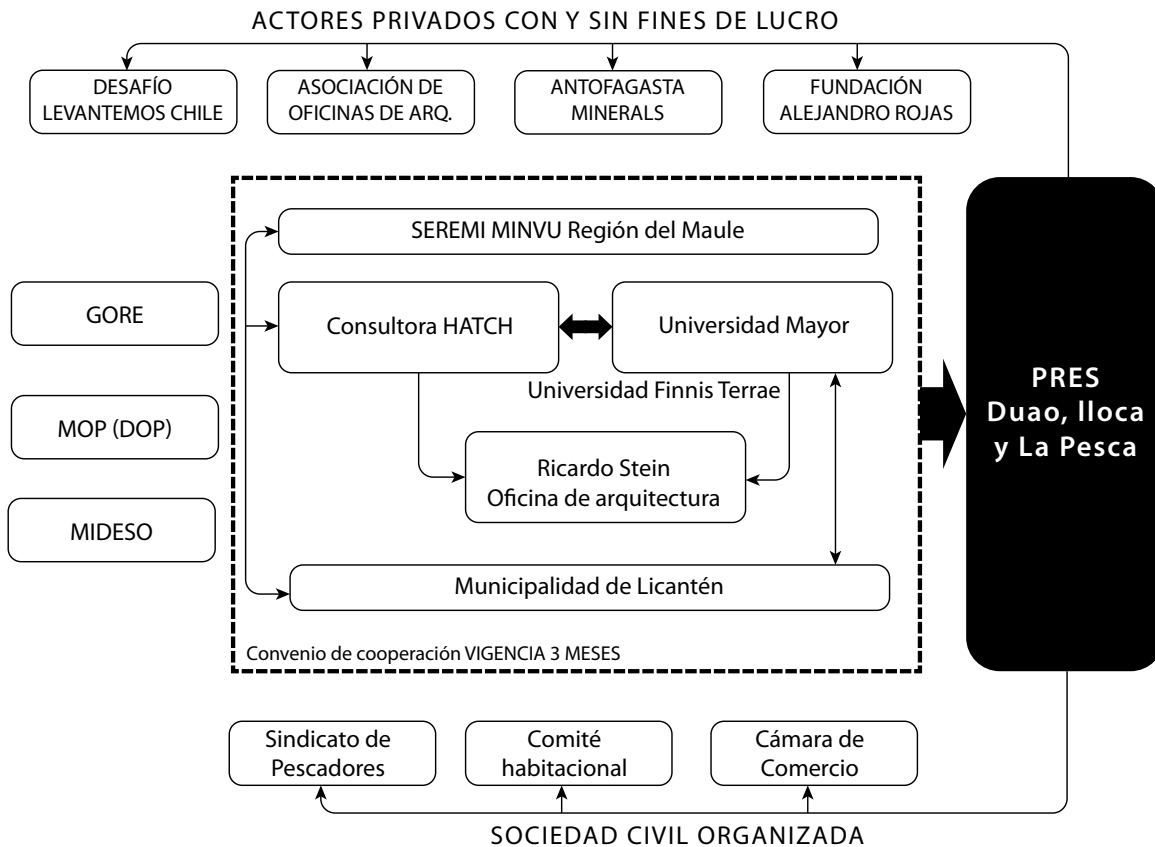 ACTORES PRIVADOS CON Y SIN FINES DE LUCRO
DESAFÍO
LEVANTEMOS CHILE
ASOCIACIÓN DE
OFICINAS DE ARQ.
ANTOFAGASTA
MINERALS
FUNDACIÓN
ALEJANDRO ROJAS
SEREMI MINVU Región del Maule
GORE
MOP (DOP)
MIDESO
Consultora HATCH
Universidad Mayor
Universidad Finnis Terrae
Ricardo Stein
Oficina de arquitectura
Municipalidad de Licantén
Convenio de cooperación VIGENCIA 3 MESES
PRES
Duao, Iloca
y La Pesca
Sindicato de
Pescadores
Comité
habitacional
Cámara de
Comercio
SOCIEDAD CIVIL ORGANIZADA